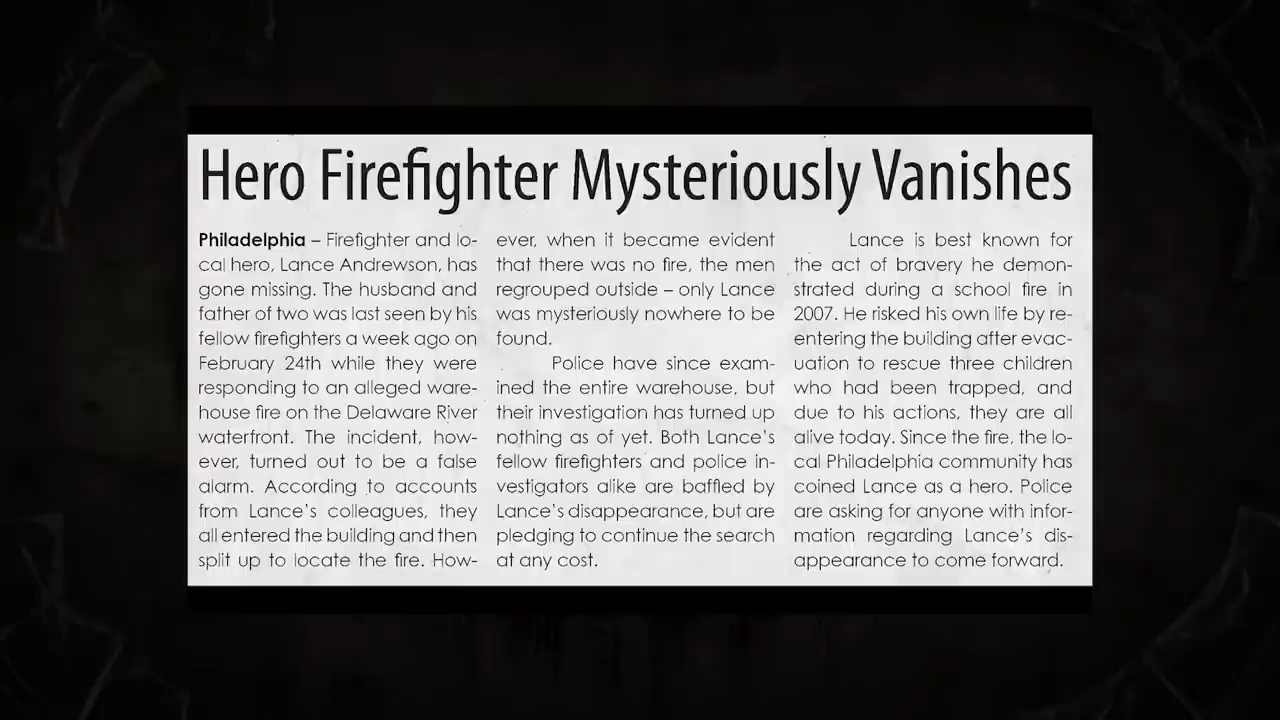 Hero Firefighter Mysteriously Vanishes
Philadelphia – Firefighter and lo-
cal hero, Lance Andrewson, has
gone missing. The husband and
father of two was last seen by his
fellow firefighters a week ago on
February 24th while they were
responding to an alleged ware-
house fire on the Delaware River
waterfront. The incident, how-
ever, turned out to be a false
alarm. According to accounts
from Lance's colleagues, they
all entered the building and then
split up to locate the fire. How-
ever, when it became evident
that there was no fire, the men
regrouped outside – only Lance
was mysteriously nowhere to be
found.
Police have since exam-
ined the entire warehouse, but
their investigation has turned up
nothing as of yet. Both Lance's
fellow firefighters and police in-
vestigators alike are baffled by
Lance's disappearance, but are
pledging to continue the search
at any cost.
Lance is best known for
the act of bravery he demon-
strated during a school fire in
2007. He risked his own life by re-
entering the building after evac-
uation to rescue three children
who had been trapped, and
due to his actions, they are all
alive today. Since the fire, the lo-
cal Philadelphia community has
coined Lance as a hero. Police
are asking for anyone with infor-
mation regarding Lance's dis-
appearance to come forward.